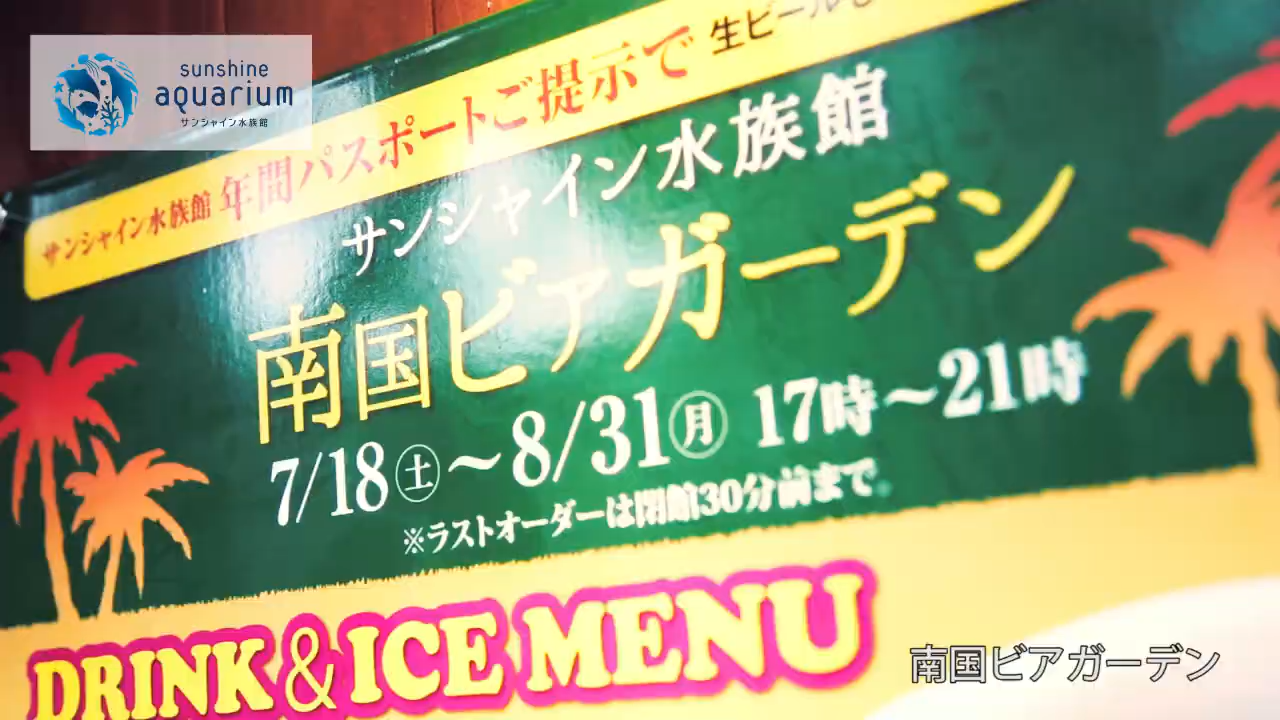 sunshine
aquarium
サンシャイン水族館
サンシャイン水族館 年間パスポートご提示で 生ビールも
サンシャイン水族館
南国ビアガーデン
7/18㊏～8/31㊊ 17時～21時
※ラストオーダーは閉館30分前まで。
DRINK & ICE MENU
南国ビアガーデン